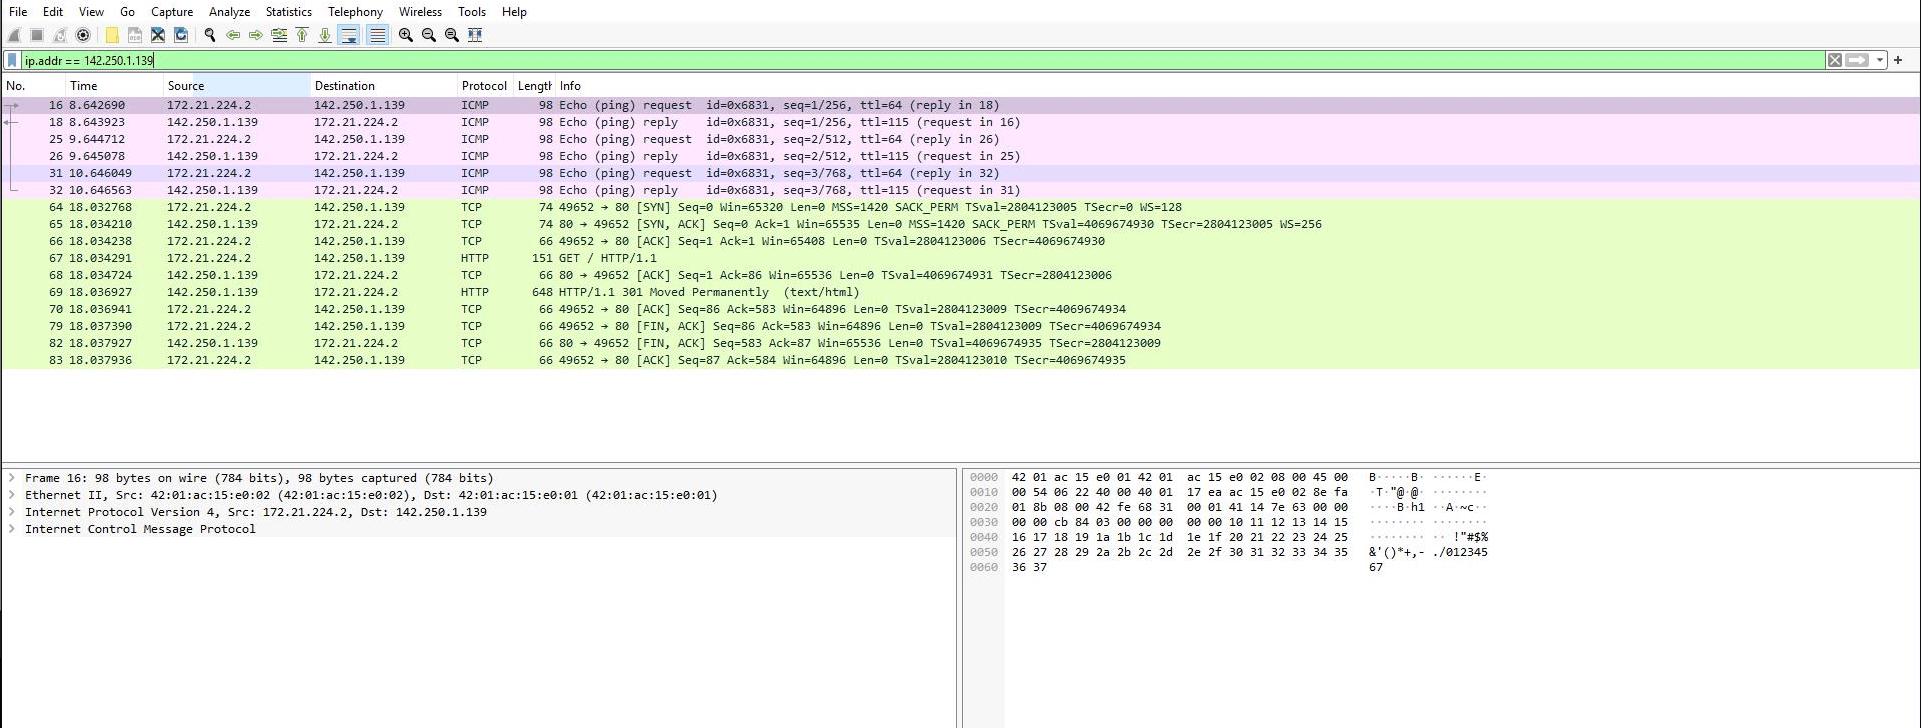 File Edit View Go Capture Analyze Statistics Telephony Wireless Tools Help
ip.addr == 142.250.1.139
No. Time Source Destination Protocol Length Info
16 8.642690 172.21.224.2 142.250.1.139 ICMP 98 Echo (ping) request id=0x6831, seq=1/256, ttl=64 (reply in 18)
18 8.643923 142.250.1.139 172.21.224.2 ICMP 98 Echo (ping) reply id=0x6831, seq=1/256, ttl=115 (request in 16)
25 9.644712 172.21.224.2 142.250.1.139 ICMP 98 Echo (ping) request id=0x6831, seq=2/512, ttl=64 (reply in 26)
26 9.645078 142.250.1.139 172.21.224.2 ICMP 98 Echo (ping) reply id=0x6831, seq=2/512, ttl=115 (request in 25)
31 10.646049 172.21.224.2 142.250.1.139 ICMP 98 Echo (ping) request id=0x6831, seq=3/768, ttl=64 (reply in 32)
32 10.646563 142.250.1.139 172.21.224.2 ICMP 98 Echo (ping) reply id=0x6831, seq=3/768, ttl=115 (request in 31)
64 18.032768 172.21.224.2 142.250.1.139 TCP 74 49652 → 80 [SYN] Seq=0 Win=65320 Len=0 MSS=1420 SACK_PERM TSval=2804123005 TSecr=0 WS=128
65 18.034210 142.250.1.139 172.21.224.2 TCP 74 80 → 49652 [SYN, ACK] Seq=0 Ack=1 Win=65535 Len=0 MSS=1420 SACK_PERM TSval=4069674930 TSecr=2804123005 WS=256
66 18.034238 172.21.224.2 142.250.1.139 TCP 66 49652 → 80 [ACK] Seq=1 Ack=1 Win=65408 Len=0 TSval=2804123006 TSecr=4069674930
67 18.034291 172.21.224.2 142.250.1.139 HTTP 151 GET / HTTP/1.1
68 18.034724 142.250.1.139 172.21.224.2 TCP 66 80 → 49652 [ACK] Seq=1 Ack=86 Win=65536 Len=0 TSval=4069674931 TSecr=2804123006
69 18.036927 142.250.1.139 172.21.224.2 HTTP 648 HTTP/1.1 301 Moved Permanently (text/html)
70 18.036941 172.21.224.2 142.250.1.139 TCP 66 49652 → 80 [ACK] Seq=86 Ack=583 Win=64896 Len=0 TSval=2804123009 TSecr=4069674934
79 18.037390 172.21.224.2 142.250.1.139 TCP 66 49652 → 80 [FIN, ACK] Seq=86 Ack=583 Win=64896 Len=0 TSval=2804123009 TSecr=4069674934
82 18.037927 142.250.1.139 172.21.224.2 TCP 66 80 → 49652 [FIN, ACK] Seq=583 Ack=87 Win=65536 Len=0 TSval=4069674935 TSecr=2804123009
83 18.037936 172.21.224.2 142.250.1.139 TCP 66 49652 → 80 [ACK] Seq=87 Ack=584 Win=64896 Len=0 TSval=2804123010 TSecr=4069674935
Frame 16: 98 bytes on wire (784 bits), 98 bytes captured (784 bits)
Ethernet II, Src: 42:01:ac:15:e0:02 (42:01:ac:15:e0:02), Dst: 42:01:ac:15:e0:01 (42:01:ac:15:e0:01)
Internet Protocol Version 4, Src: 172.21.224.2, Dst: 142.250.1.139
Internet Control Message Protocol
0000 42 01 ac 15 e0 01 42 01 ac 15 e0 02 08 00 45 00 B·····B· ······E·
0010 00 54 06 22 40 00 40 01 17 ea ac 15 e0 02 8e fa ·T·"@·@· ········
0020 01 8b 08 00 42 fe 68 31 00 01 41 14 7e 63 00 00 ····B·h1 ··A·~c··
0030 00 00 cb 84 03 00 00 00 00 00 10 11 12 13 14 15 ········ ········
0040 16 17 18 19 1a 1b 1c 1d 1e 1f 20 21 22 23 24 25 ········ ·· !"#$%
0050 26 27 28 29 2a 2b 2c 2d 2e 2f 30 31 32 33 34 35 &'()*+,- ./012345
0060 36 37 67